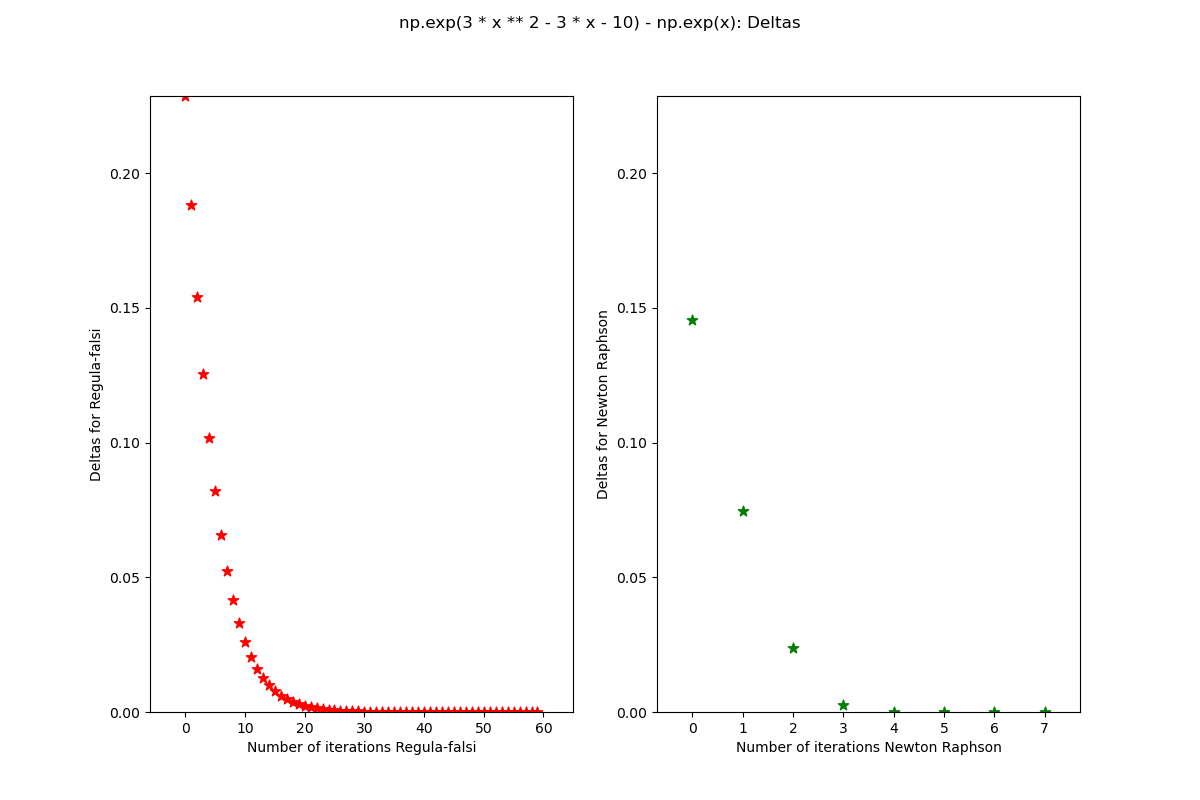 np.exp(3 * x ** 2 - 3 * x - 10) - np.exp(x): Deltas
Deltas for Regula-falsi
0.20
0.15
0.10
0.05
0.00
0 10 20 30 40 50 60
Number of iterations Regula-falsi
Deltas for Newton Raphson
0.20
0.15
0.10
0.05
0.00
0 1 2 3 4 5 6 7
Number of iterations Newton Raphson